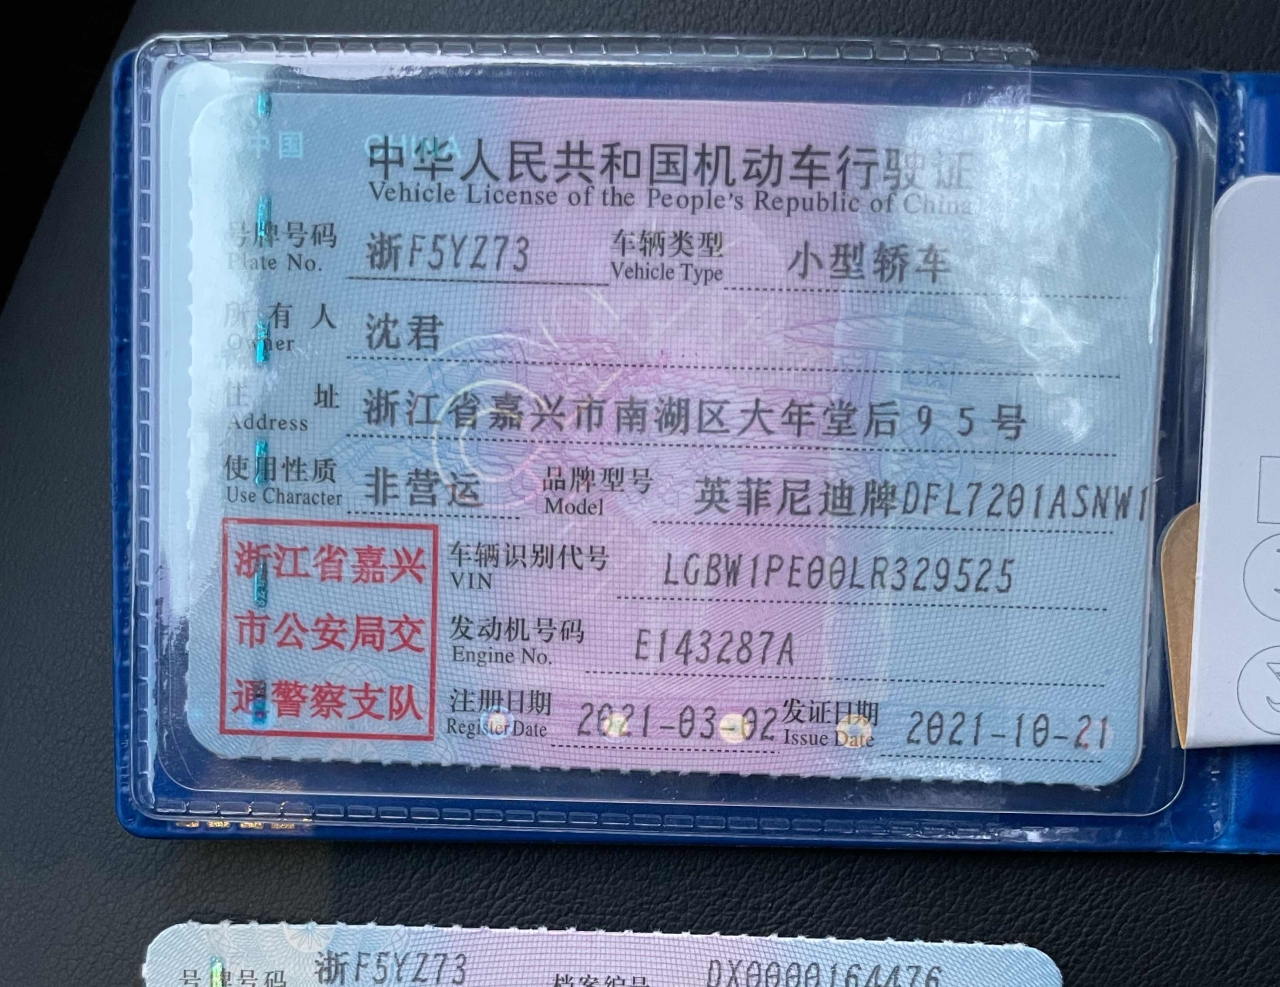 中国 CHINA
中华人民共和国机动车行驶证
Vehicle License of the People's Republic of China
号牌号码 浙F5YZ73 车辆类型 小型轿车
Plate No. Vehicle Type
所有人 沈君
Owner
住址 浙江省嘉兴市南湖区大年堂后95号
Address
使用性质 非营运 品牌型号 英菲尼迪牌DFL7201ASNW1
Use Character Model
浙江省嘉兴
市公安局交
通警察支队
车辆识别代号 LGBW1PE00LR329525
VIN
发动机号码 E143287A
Engine No.
注册日期 2021-03-02 发证日期 2021-10-21
Register Date Issue Date
号牌号码 浙F5YZ73 档案编号 DX0000164476